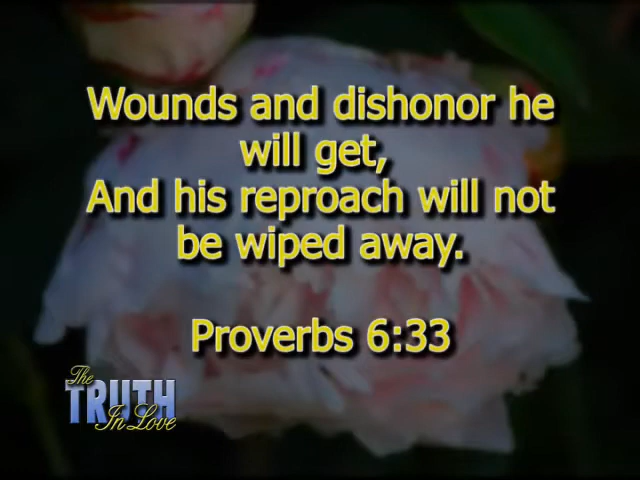 Wounds and dishonor he
will get,
And his reproach will not
be wiped away.
Proverbs 6:33
The
TRUTH
In Love